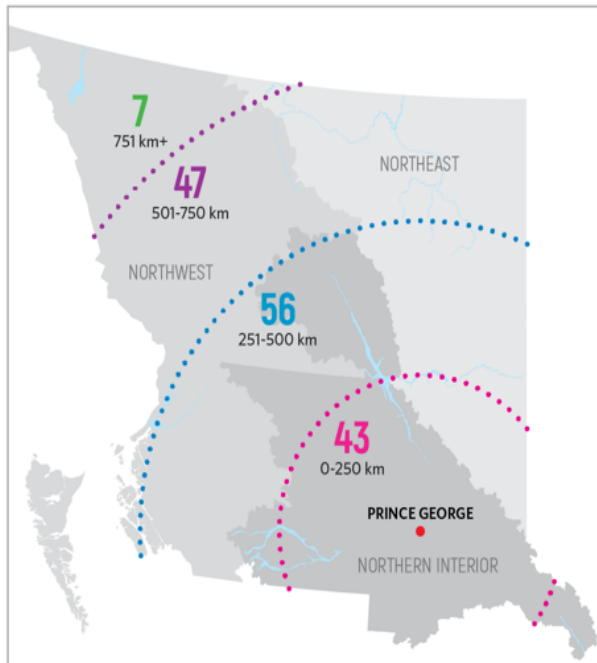 7
751 km+
47
501-750 km
NORTHEAST
NORTHWEST
56
251-500 km
43
0-250 km
PRINCE GEORGE
NORTHERN INTERIOR